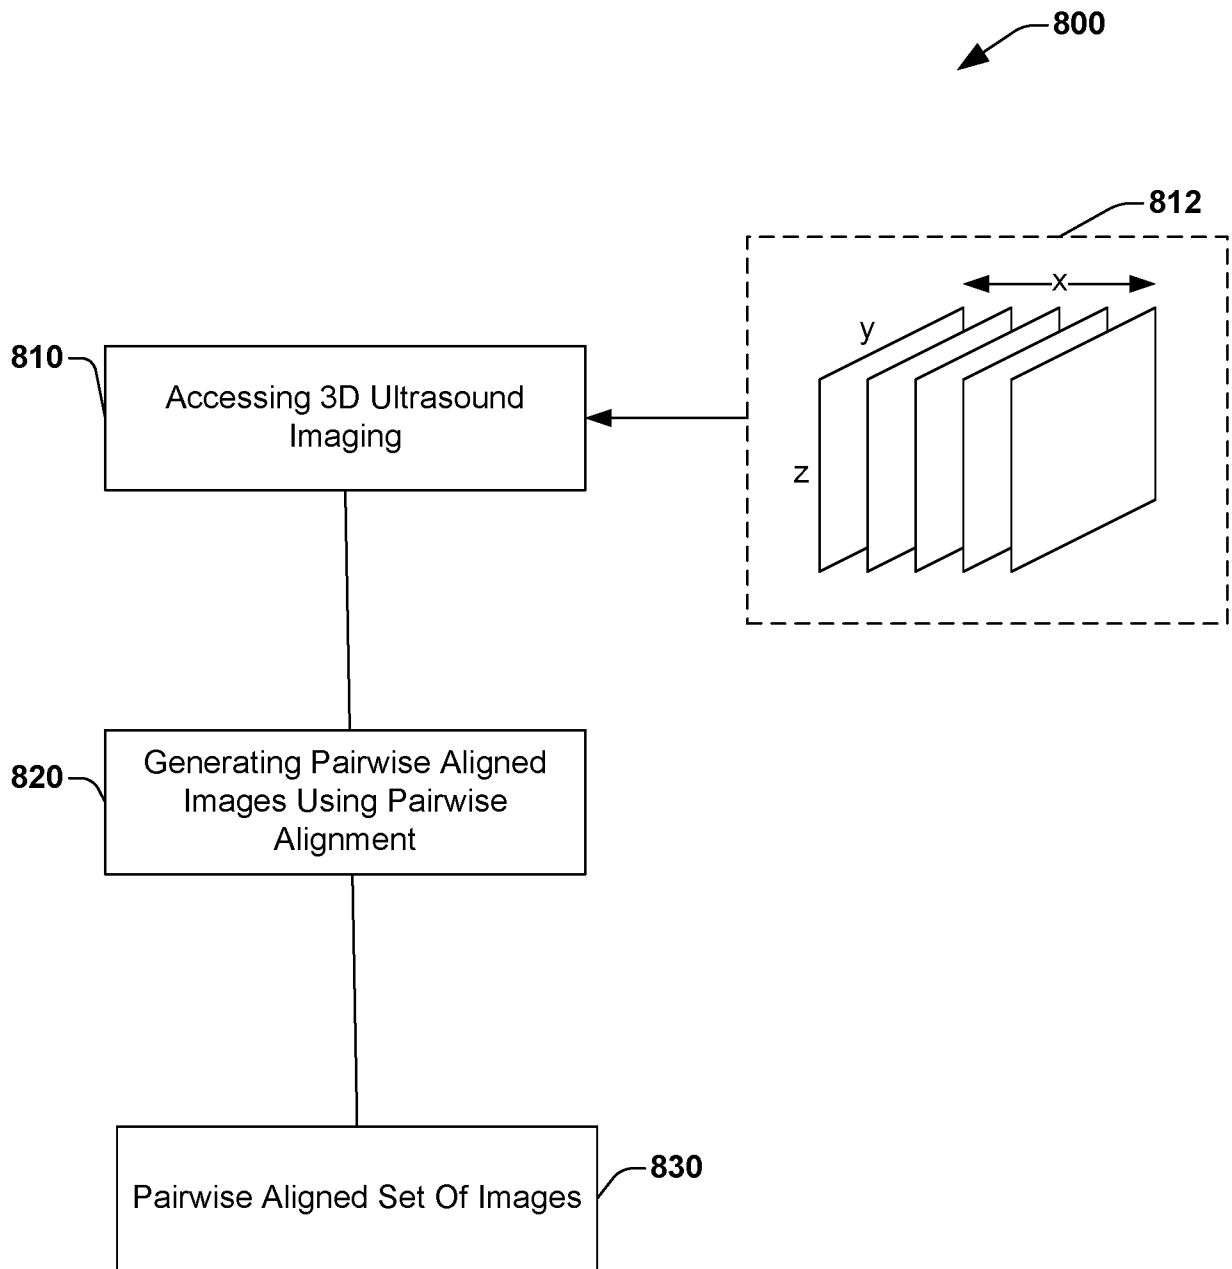 800
812
x
y
z
810
Accessing 3D Ultrasound
Imaging
820
Generating Pairwise Aligned
Images Using Pairwise
Alignment
830
Pairwise Aligned Set Of Images